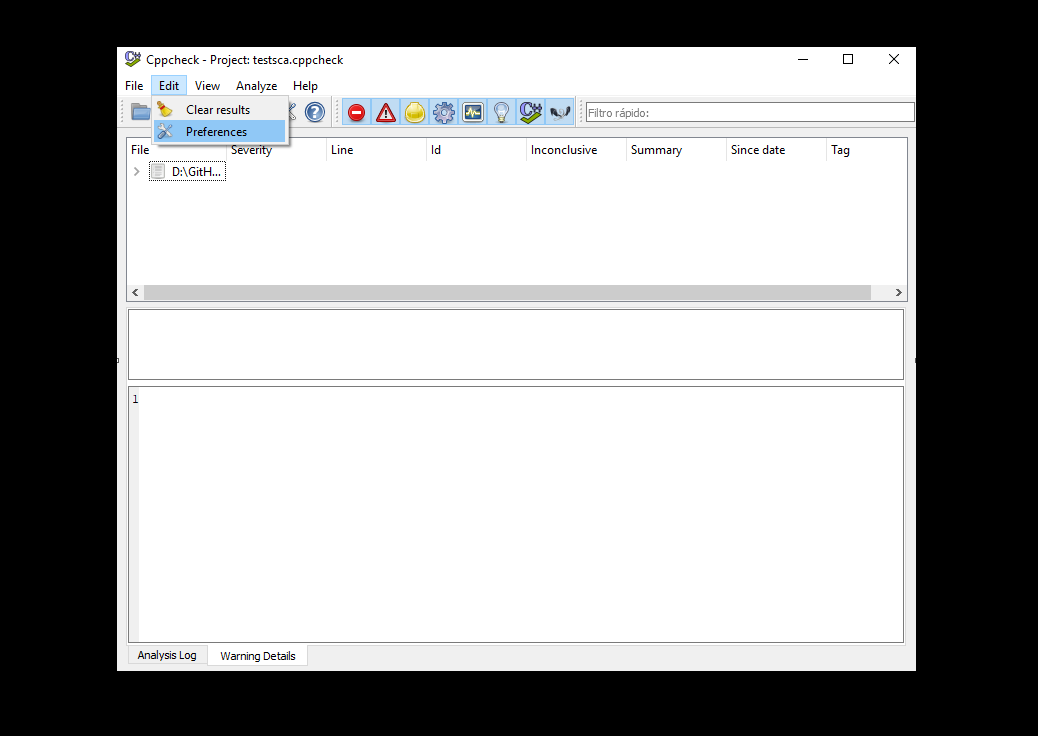 Cppcheck - Project: testsca.cppcheck
File Edit View Analyze Help
Clear results
Filtro rápido:
Preferences
File Severity Line Id Inconclusive Summary Since date Tag
D:\GitH...
1
Analysis Log Warning Details